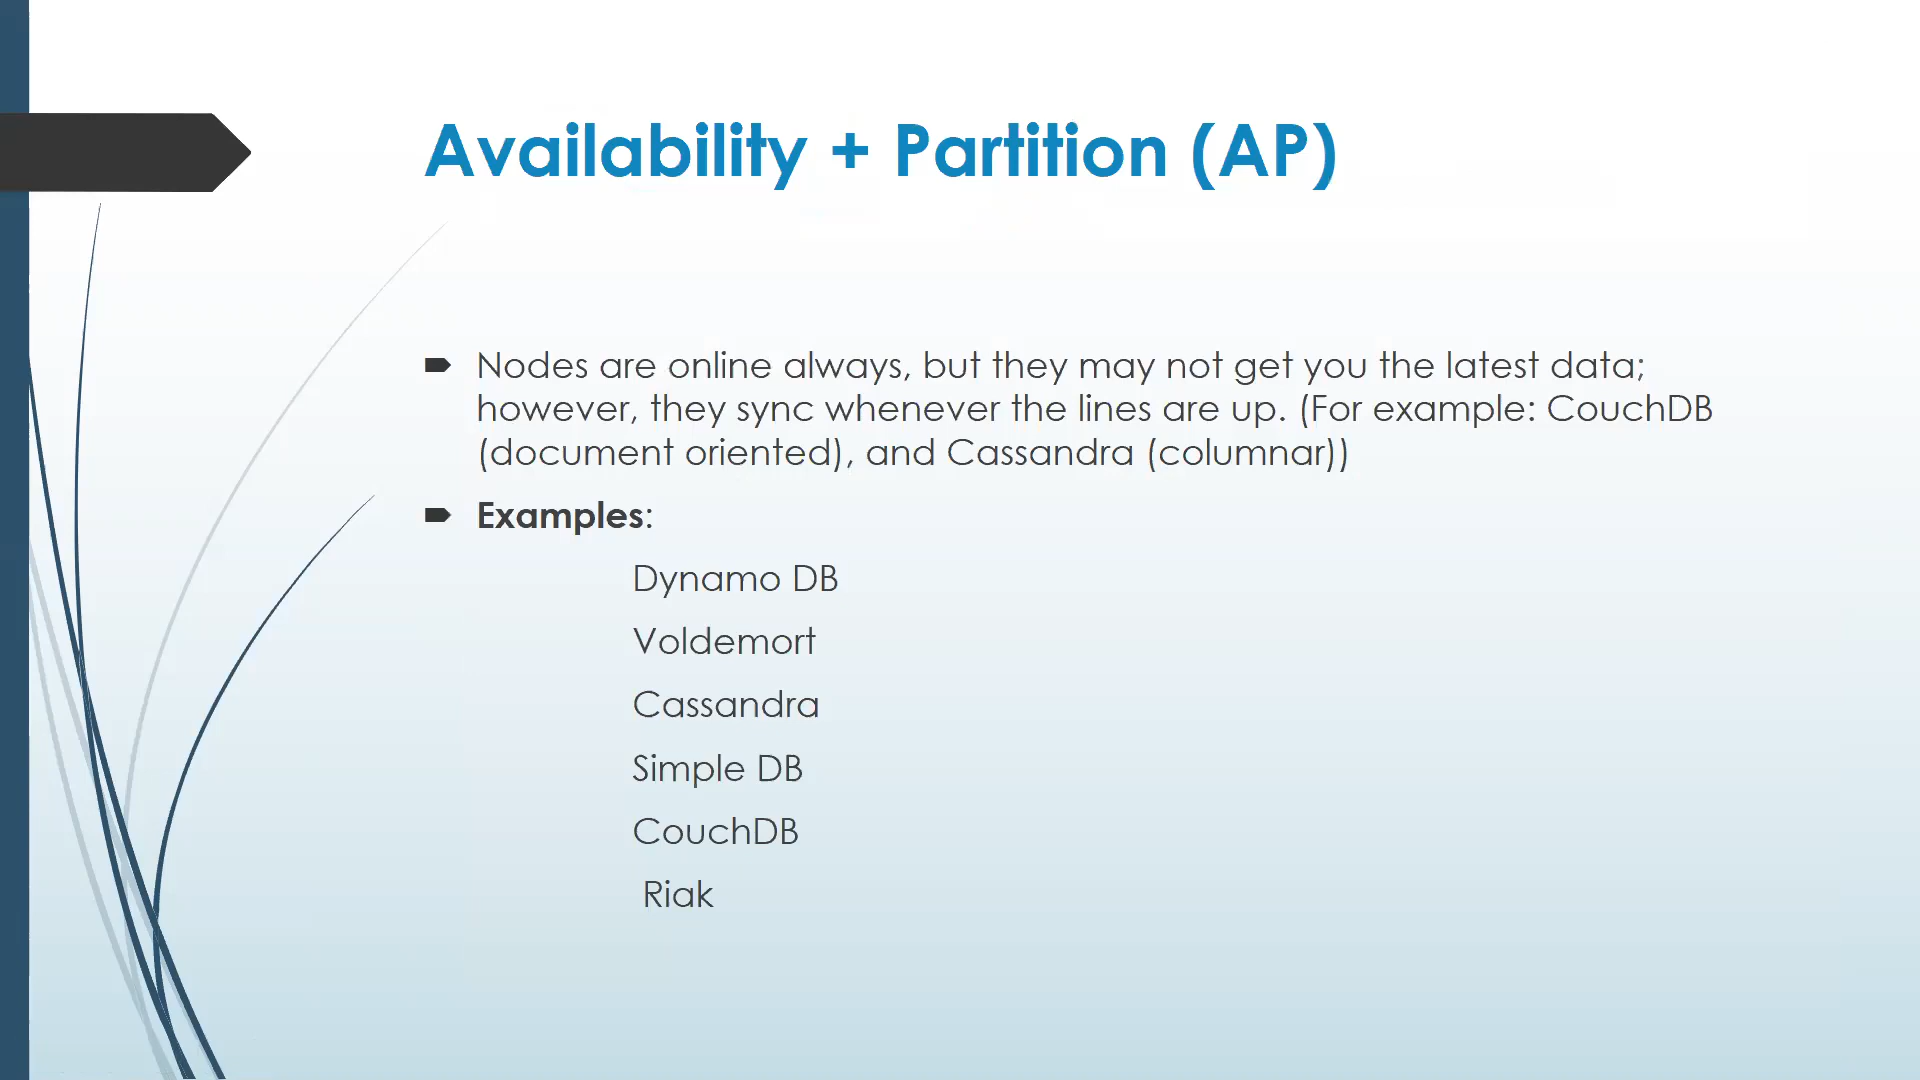 Availability + Partition (AP)
Nodes are online always, but they may not get you the latest data;
however, they sync whenever the lines are up. (For example: CouchDB
(document oriented), and Cassandra (columnar))
Examples:
Dynamo DB
Voldemort
Cassandra
Simple DB
CouchDB
Riak